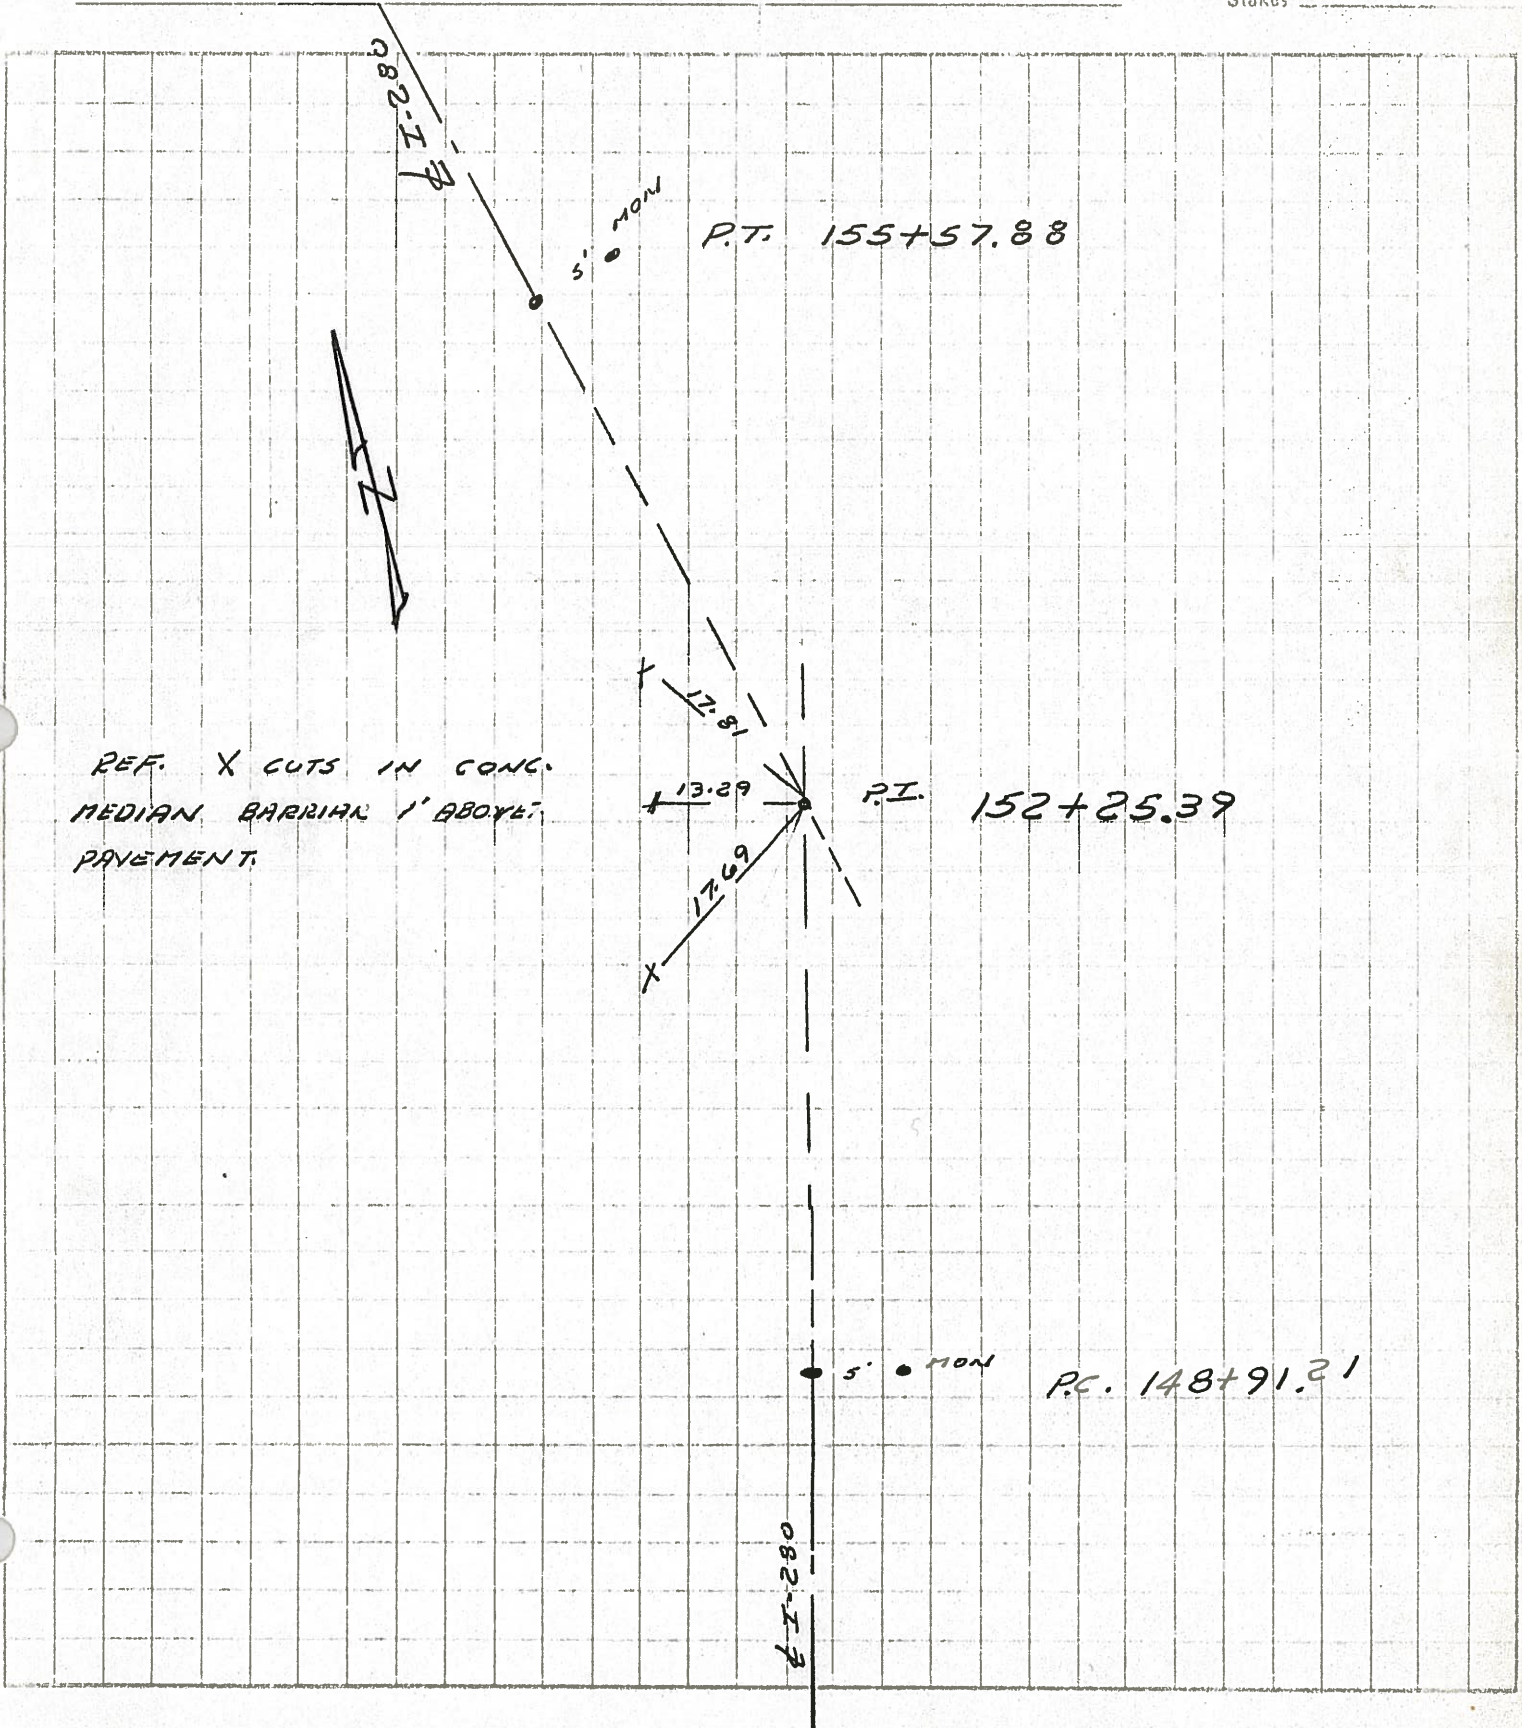 Stakes
I-280
MON
5'
P.T. 155+57.88
17.81
REF. X CUTS IN CONC.
MEDIAN BARRIAR 1' ABOVE
PAVEMENT.
13.29
P.I. 152+25.39
17.69
5' MON
P.C. 148+91.21
I-280